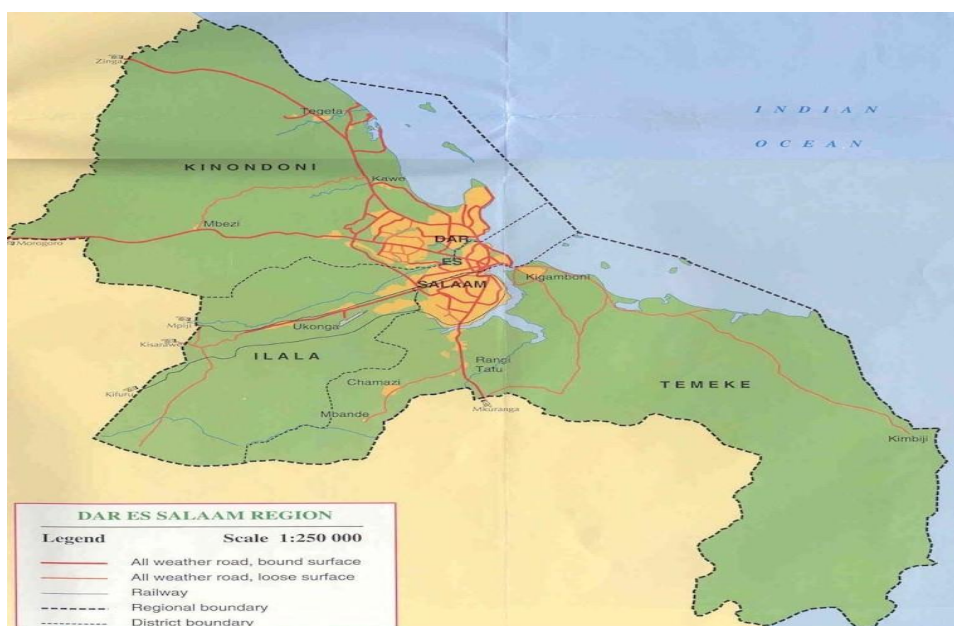 Zinga
Tegeta
INDIAN
OCEAN
KINONDONI
Kawe
Mbezi
Morogoro
DAR
ES
SALAAM
Kigamboni
Mpiji
Ukonga
Kisarawe
ILALA
Rangi
Tatu
Chamazi
TEMEKE
Kifuru
Mkuranga
Mbande
Kimbiji
DAR ES SALAAM REGION
Legend Scale 1:250 000
All weather road, bound surface
All weather road, loose surface
Railway
Regional boundary
District boundary